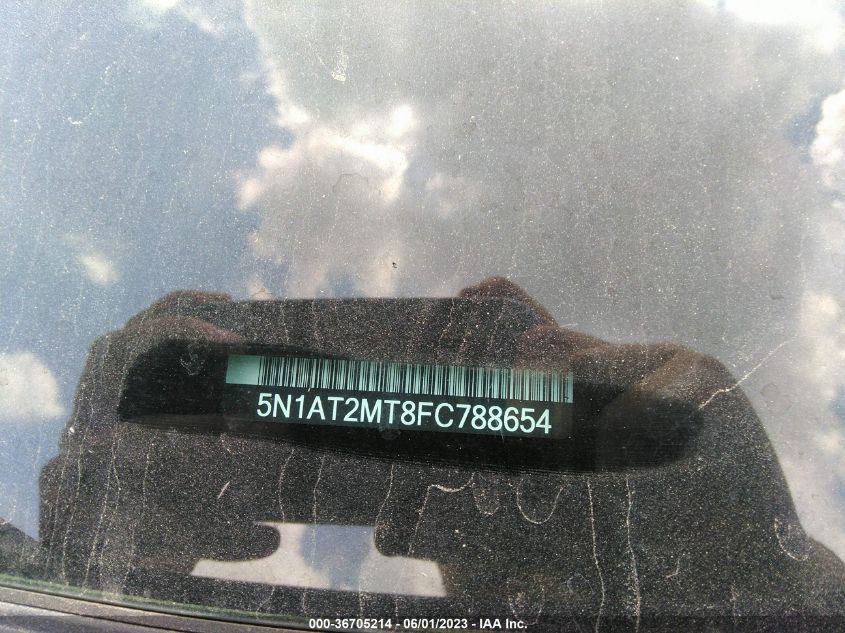 5N1AT2MT8FC788654
000-36705214 - 06/01/2023 - IAA Inc.